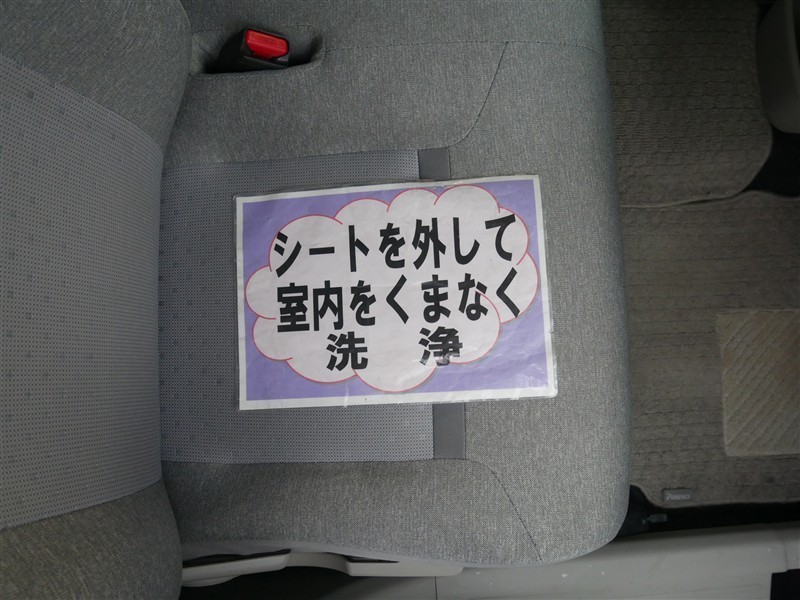 シートを外して
室内をくまなく
洗 浄